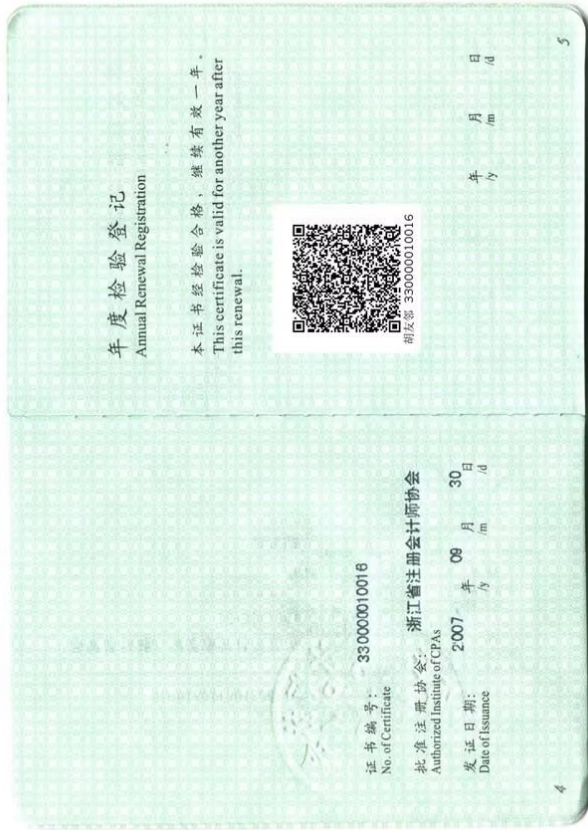 证书编号： 330000010016
No. of Certificate
批准注册协会： 浙江省注册会计师协会
Authorized Institute of CPAs
发证日期： 2007 年 09 月 30 日
Date of Issuance /y /m /d
4
年度检验登记
Annual Renewal Registration
本证书经检验合格，继续有效一年。
This certificate is valid for another year after
this renewal.
胡友邻 330000010016
年 月 日
/y /m /d
5